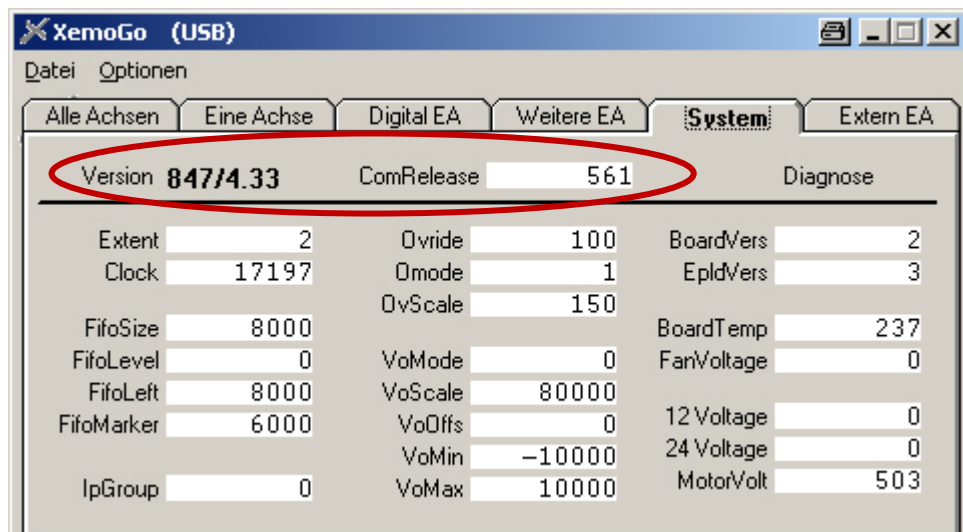 XemoGo (USB)
Datei Optionen
Alle Achsen Eine Achse Digital EA Weitere EA System Extern EA
Version 847/4.33 ComRelease 561 Diagnose
Extent 2 Ovride 100 BoardVers 2
Clock 17197 Omode 1 EpldVers 3
OvScale 150
FifoSize 8000 BoardTemp 237
FifoLevel 0 VoMode 0 FanVoltage 0
FifoLeft 8000 VoScale 80000
FifoMarker 6000 VoOffs 0 12 Voltage 0
VoMin -10000 24 Voltage 0
IpGroup 0 VoMax 10000 MotorVolt 503